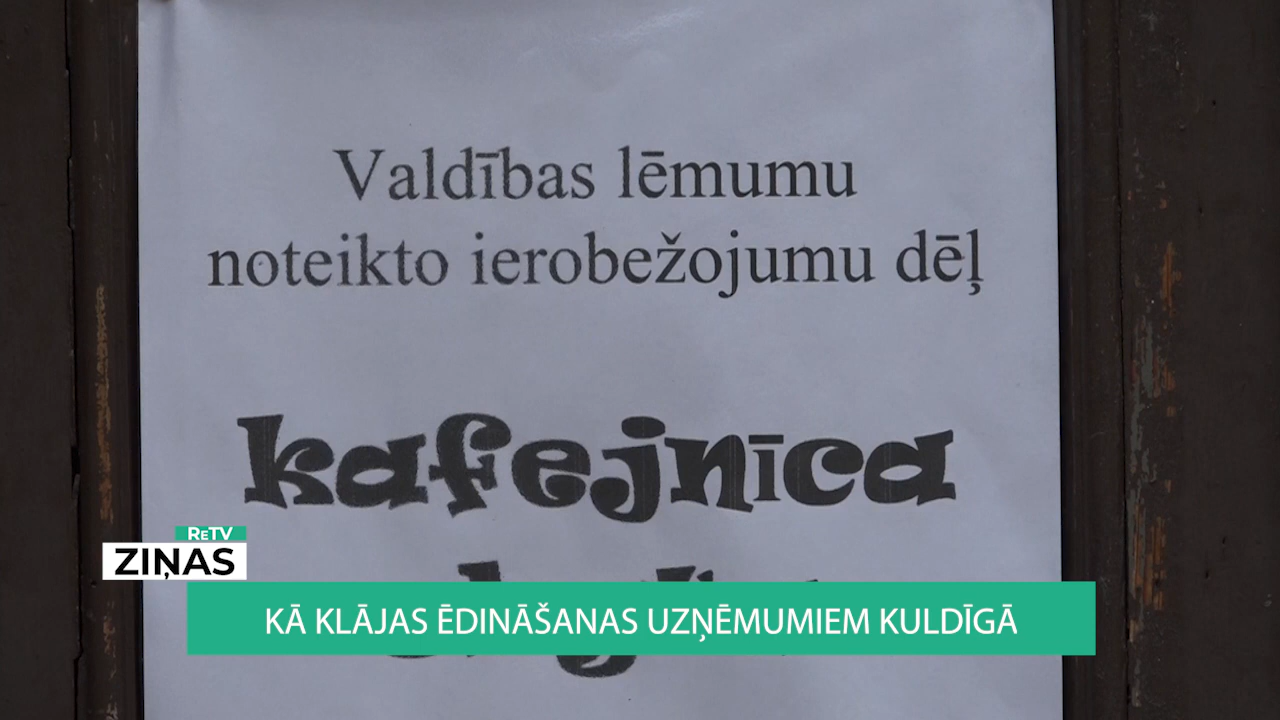 Valdības lēmumu
noteikto ierobežojumu dēļ
kafejnīca
ReTV
ZIŅAS
KĀ KLĀJAS ĒDINĀŠANAS UZŅĒMUMIEM KULDĪGĀ